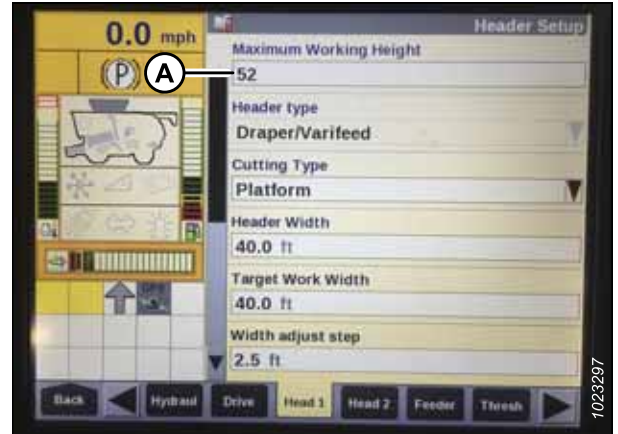 0.0 mph
Header Setup
Maximum Working Height
(P)
A
52
Header type
Draper/Varifeed
Cutting Type
Platform
Header Width
40.0 ft
Target Work Width
40.0 ft
Width adjust step
2.5 ft
Back
Hydraul
Drive
Head 1
Head 2
Feeder
Thresh
1023297